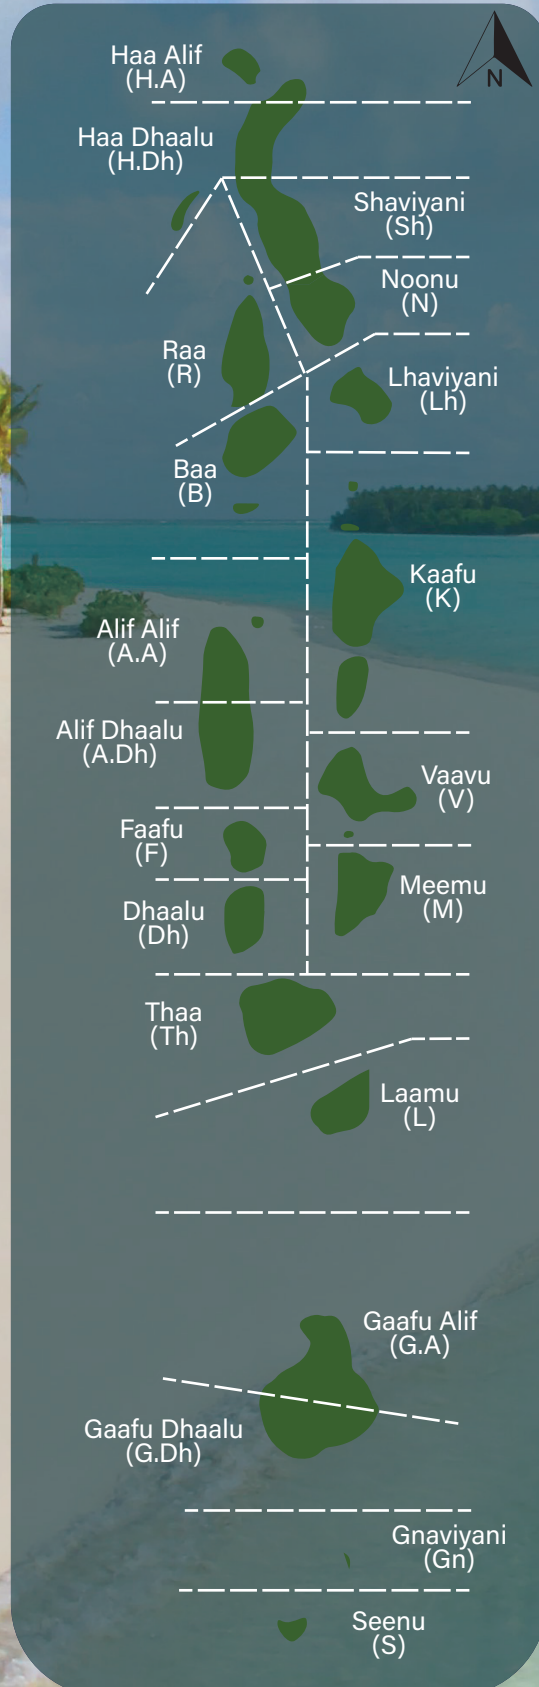 N
Haa Alif
(H.A)
Haa Dhaalu
(H.Dh)
Shaviyani
(Sh)
Noonu
(N)
Raa
(R)
Lhaviyani
(Lh)
Baa
(B)
Kaafu
(K)
Alif Alif
(A.A)
Alif Dhaalu
(A.Dh)
Vaavu
(V)
Faafu
(F)
Meemu
(M)
Dhaalu
(Dh)
Thaa
(Th)
Laamu
(L)
Gaafu Alif
(G.A)
Gaafu Dhaalu
(G.Dh)
Gnaviyani
(Gn)
Seenu
(S)